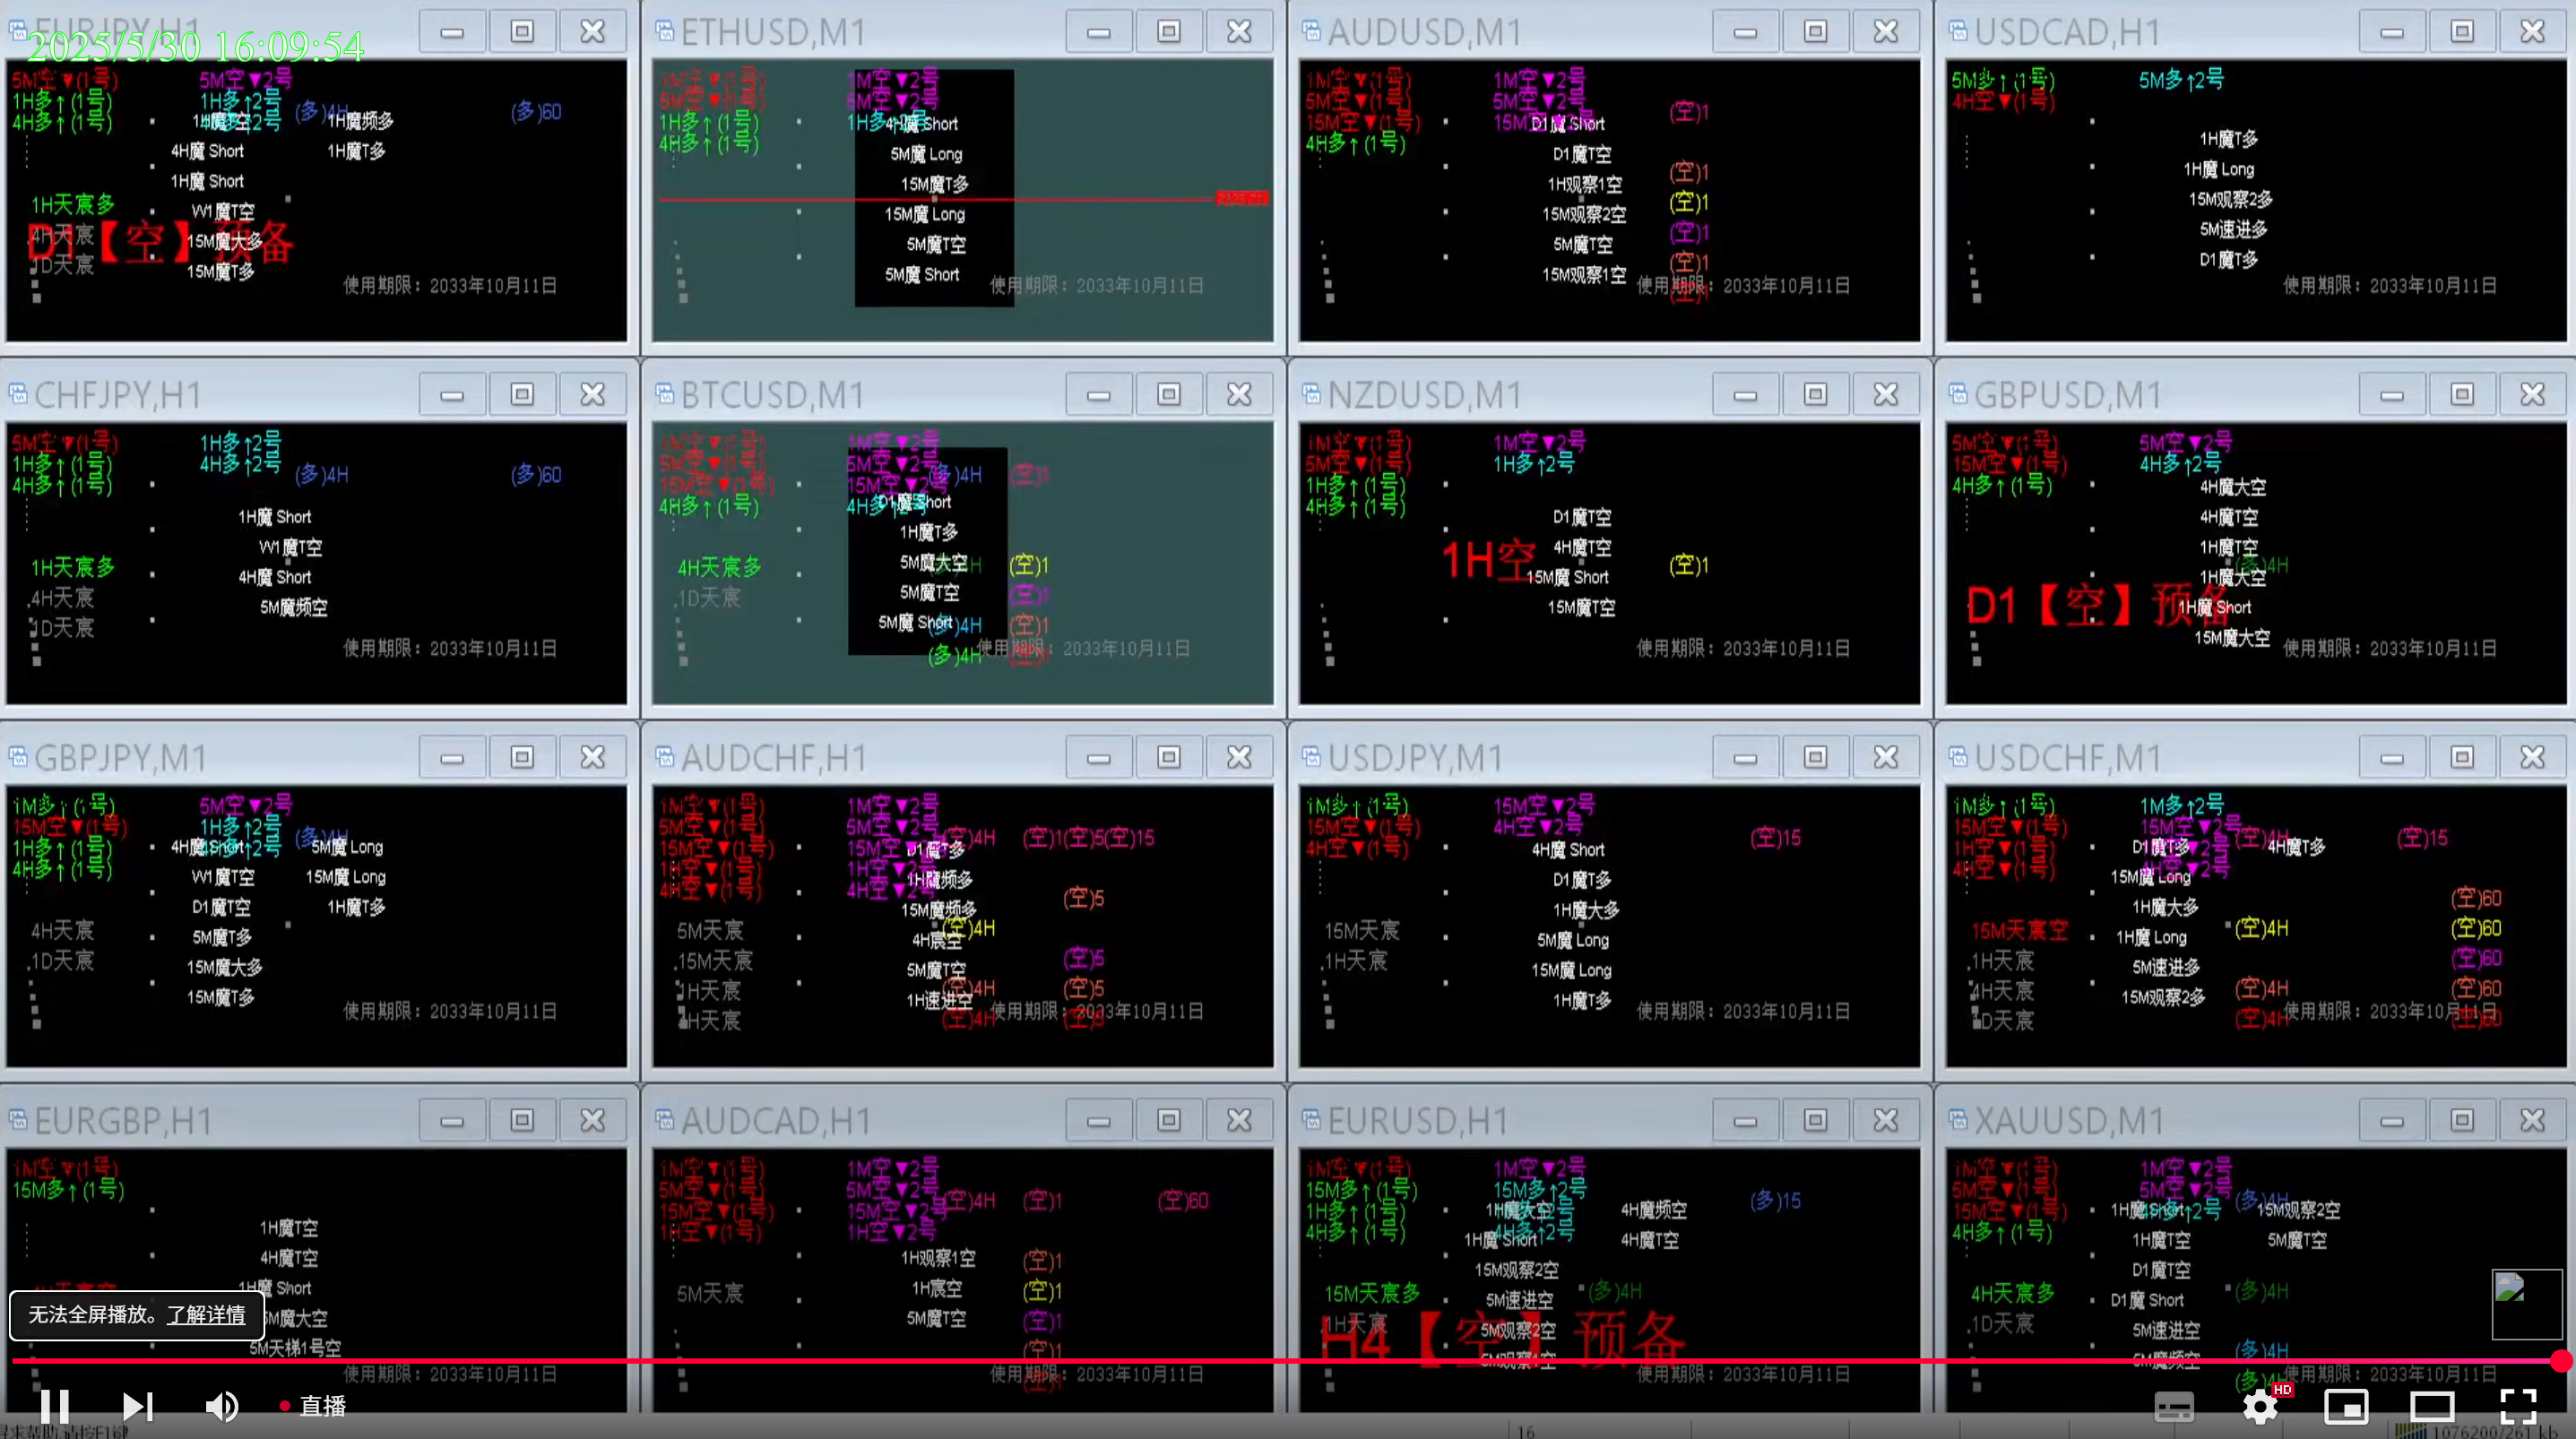 EURJPY,H1
2025/5/30 16:09:54
5M空▼(1号)
5M空▼2号
1H多↑(1号)
1H多↑2号
(多)4H
(多)60
4H多↑(1号)
1H魔频多
4H魔 Short
1H魔T多
1H魔 Short
1H天宸多
W1魔T空
4H天宸
D1【空】预备
15M魔大多
1D天宸
15M魔T多
使用期限：2033年10月11日
ETHUSD,M1
1M空▼(1号)
1M空▼2号
5M空▼(1号)
5M空▼2号
1H多↑(1号)
4H魔 Short
4H多↑(1号)
5M魔 Long
15M魔T多
15M魔 Long
5M魔T空
5M魔 Short
使用期限：2033年10月11日
AUDUSD,M1
1M空▼(1号)
1M空▼2号
5M空▼(1号)
5M空▼2号
(空)1
15M空▼(1号)
D1魔 Short
4H多↑(1号)
D1魔T空
(空)1
1H观察1空
(空)1
15M观察2空
(空)1
5M魔T空
(空)1
15M观察1空
使用期限：2033年10月11日
USDCAD,H1
5M多↑(1号)
5M多↑2号
4H空▼(1号)
1H魔T多
1H魔 Long
15M观察2多
5M速进多
D1魔T多
使用期限：2033年10月11日
CHFJPY,H1
5M空▼(1号)
1H多↑2号
1H多↑(1号)
4H多↑2号
(多)4H
(多)60
4H多↑(1号)
1H魔 Short
W1魔T空
1H天宸多
4H魔 Short
4H天宸
5M魔频空
1D天宸
使用期限：2033年10月11日
BTCUSD,M1
1M空▼(1号)
1M空▼2号
5M空▼(1号)
5M空▼2号
(多)4H
(空)1
15M空▼(1号)
15M空▼2号
4H多↑(1号)
D1魔 Short
1H魔T多
4H天宸多
5M魔大空
(空)1
1D天宸
5M魔T空
(空)1
5M魔 Short
(多)4H
(空)1
(多)4H
使用期限：2033年10月11日
NZDUSD,M1
1M空▼(1号)
1M空▼2号
5M空▼(1号)
1H多↑2号
1H多↑(1号)
4H多↑(1号)
D1魔T空
1H空
4H魔T空
(空)1
15M魔 Short
15M魔T空
使用期限：2033年10月11日
GBPUSD,M1
5M空▼(1号)
5M空▼2号
15M空▼(1号)
4H多↑2号
4H多↑(1号)
4H魔大空
4H魔T空
1H魔T空
(多)4H
1H魔大空
D1【空】预备
1H魔 Short
15M魔大空
使用期限：2033年10月11日
GBPJPY,M1
1M多↑(1号)
5M空▼2号
15M空▼(1号)
1H多↑2号
(多)4H
1H多↑(1号)
4H魔 Short
5M魔 Long
4H多↑(1号)
W1魔T空
15M魔 Long
D1魔T空
1H魔T多
4H天宸
5M魔T多
1D天宸
15M魔大多
15M魔T多
使用期限：2033年10月11日
AUDCHF,H1
1M空▼(1号)
1M空▼2号
5M空▼(1号)
5M空▼2号
(空)4H
(空)1(空)5(空)15
15M空▼(1号)
D1魔T多
1H空▼(1号)
1H魔频多
4H空▼(1号)
4H空▼2号
(空)5
15M魔频多
5M天宸
(空)4H
4H宸空
15M天宸
(空)5
5M魔T空
1H天宸
(空)4H
(空)5
1H速进空
4H天宸
(空)4H
使用期限：2033年10月11日
USDJPY,M1
1M多↑(1号)
15M空▼2号
15M空▼(1号)
4H空▼2号
(空)15
4H空▼(1号)
4H魔 Short
D1魔T多
1H魔大多
15M天宸
5M魔 Long
1H天宸
15M魔 Long
1H魔T多
使用期限：2033年10月11日
USDCHF,M1
1M多↑(1号)
1M多↑2号
15M空▼(1号)
15M空▼2号
(空)4H
(空)15
1H空▼(1号)
D1魔T多
4H魔T多
4H空▼(1号)
15M魔 Long
(空)60
1H魔大多
15M天宸空
(空)4H
(空)60
1H魔 Long
1H天宸
5M速进多
(空)60
4H天宸
15M观察2多
(空)4H
(空)60
1D天宸
(空)4H
(空)60
使用期限：2033年10月11日
EURGBP,H1
1M空▼(1号)
15M多↑(1号)
1H魔T空
4H魔T空
1H魔 Short
5M魔大空
5M天梯1号空
使用期限：2033年10月11日
AUDCAD,H1
1M空▼(1号)
1M空▼2号
5M空▼(1号)
5M空▼2号
(空)4H
(空)1
(空)60
15M空▼(1号)
15M空▼2号
1H空▼(1号)
1H空▼2号
1H观察1空
(空)1
5M天宸
1H宸空
(空)1
5M魔T空
(空)1
(空)1
使用期限：2033年10月11日
EURUSD,H1
1M空▼(1号)
1M空▼2号
15M多↑(1号)
15M多↑2号
(多)15
1H多↑(1号)
1H魔大空
4H魔频空
4H多↑(1号)
1H魔 Short
4H魔T空
15M观察2空
15M天宸多
5M速进空
(多)4H
1H天宸
H4【空】预备
5M观察2空
5M观察1空
使用期限：2033年10月11日
XAUUSD,M1
1M空▼(1号)
1M空▼2号
5M空▼(1号)
5M空▼2号
(多)4H
15M空▼(1号)
1H魔 Short
15M观察2空
4H多↑(1号)
1H魔T空
5M魔T空
D1魔T空
4H天宸多
D1魔 Short
(多)4H
1D天宸
5M速进空
(多)4H
5M魔频空
使用期限：2033年10月11日
无法全屏播放。了解详情
直播
HD
16
1076200/261 kb